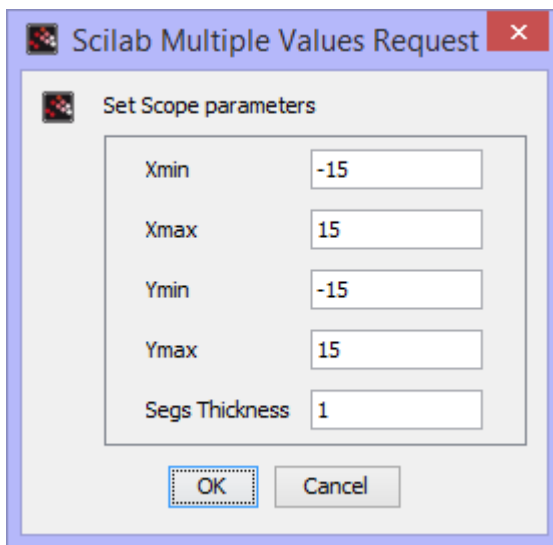 Scilab Multiple Values Request
Set Scope parameters
Xmin -15
Xmax 15
Ymin -15
Ymax 15
Segs Thickness 1
OK Cancel